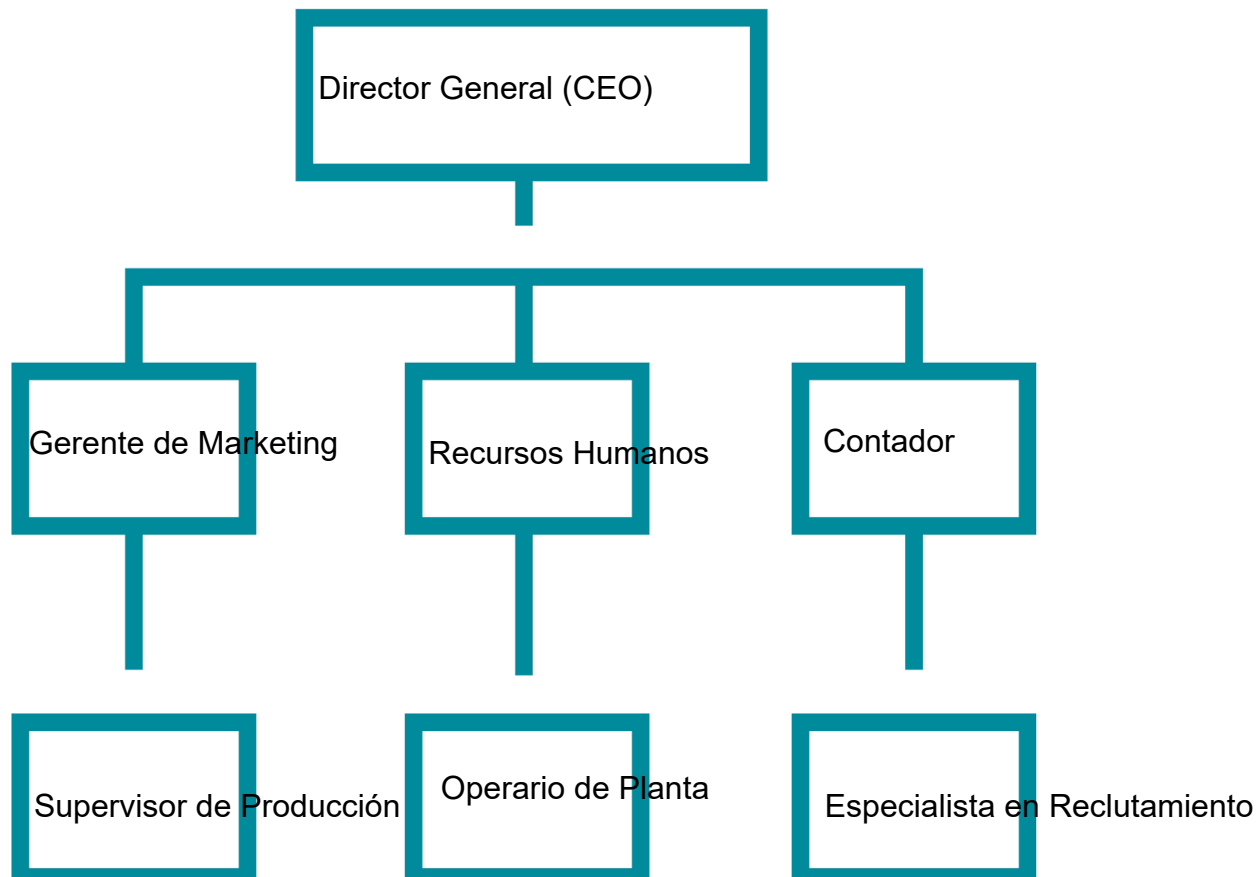 Director General (CEO)
Gerente de Marketing
Recursos Humanos
Contador
Supervisor de Producción
Operario de Planta
Especialista en Reclutamiento